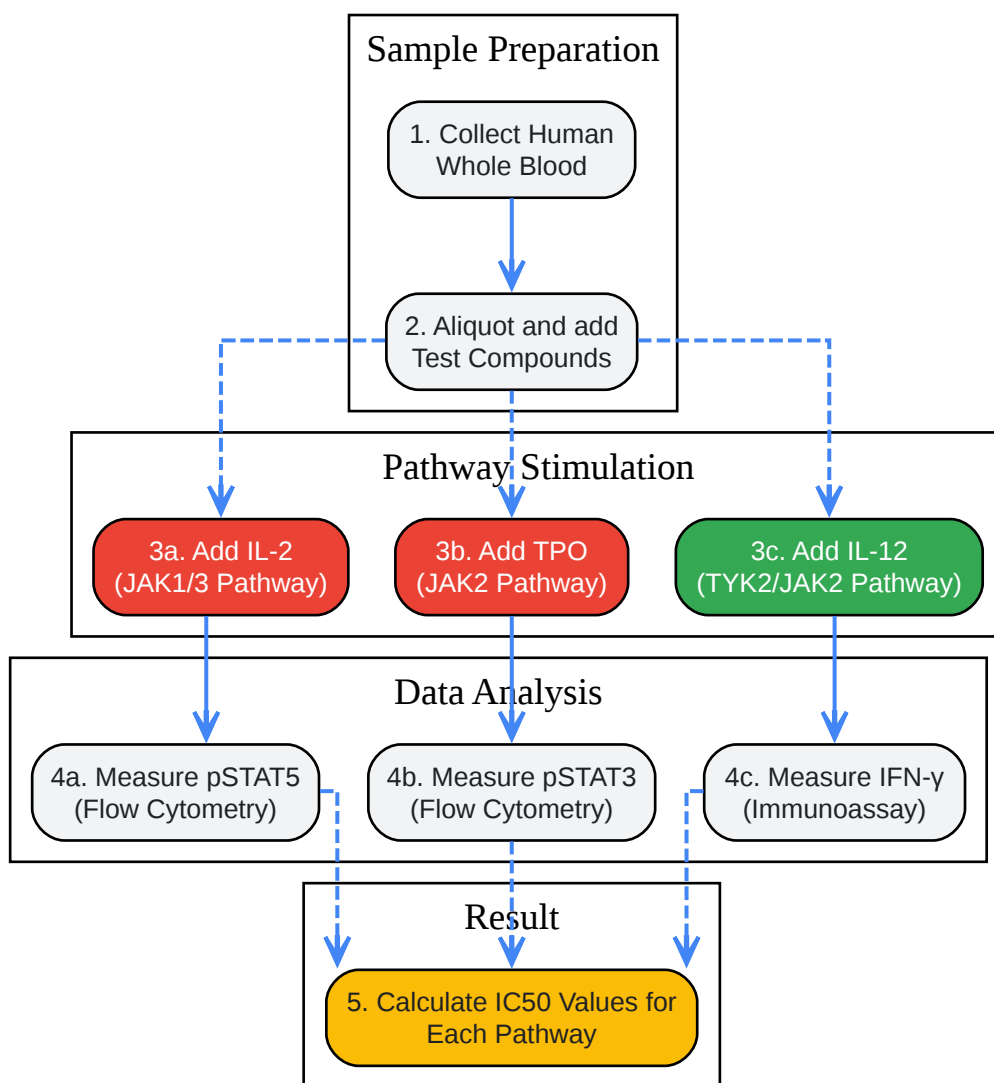 Sample Preparation
1. Collect Human
Whole Blood
2. Aliquot and add
Test Compounds
Pathway Stimulation
3a. Add IL-2
(JAK1/3 Pathway)
3b. Add TPO
(JAK2 Pathway)
3c. Add IL-12
(TYK2/JAK2 Pathway)
Data Analysis
4a. Measure pSTAT5
(Flow Cytometry)
4b. Measure pSTAT3
(Flow Cytometry)
4c. Measure IFN-γ
(Immunoassay)
Result
5. Calculate IC50 Values for
Each Pathway